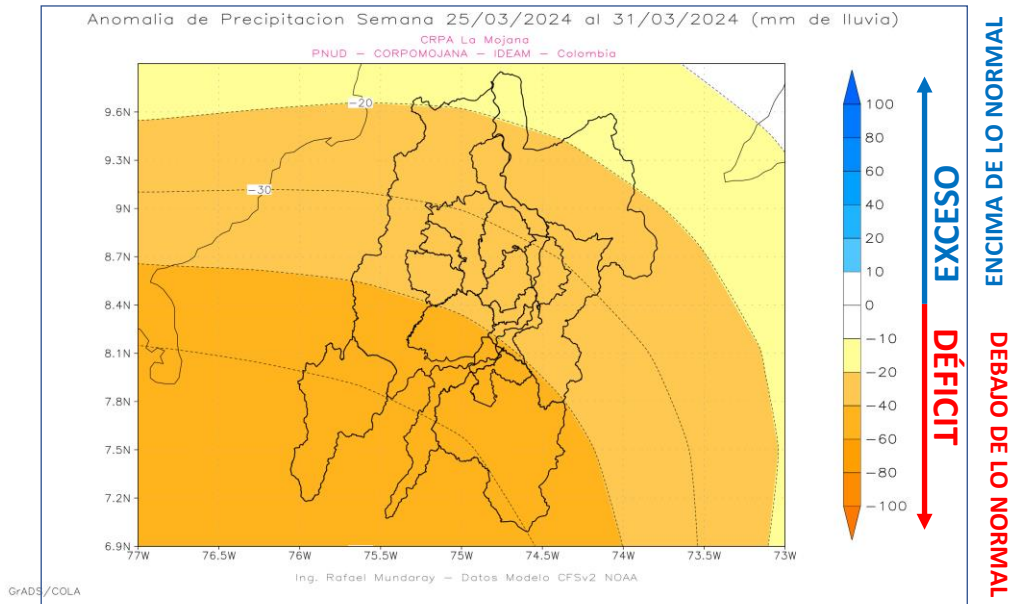 Anomalia de Precipitacion Semana 25/03/2024 al 31/03/2024 (mm de lluvia)
CRPA La Mojana
PNUD – CORPOMOJANA – IDEAM – Colombia
9.6N
9.3N
9N
8.7N
8.4N
8.1N
7.8N
7.5N
7.2N
6.9N
-20
-30
77W
76.5W
76W
75.5W
75W
74.5W
74W
73.5W
73W
100
80
60
40
20
10
0
-10
-20
-40
-60
-80
-100
EXCESO
DÉFICIT
ENCIMA DE LO NORMAL
DEBAJO DE LO NORMAL
Ing. Rafael Mundaray – Datos Modelo CFSv2 NOAA
GrADS/COLA